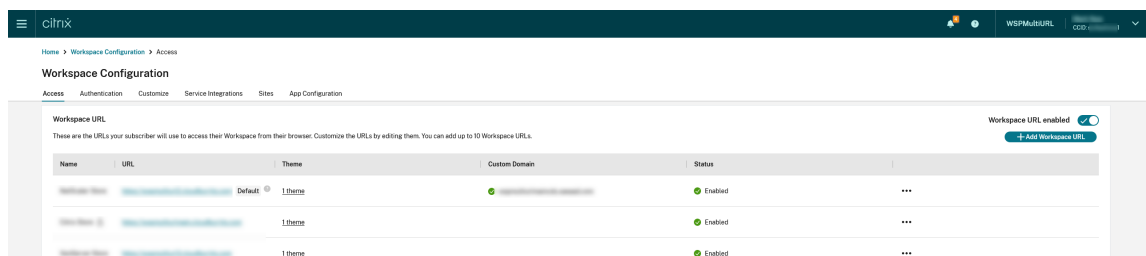 citrix WSPMultiURL
CCID:
4
Home > Workspace Configuration > Access
Workspace Configuration
Access Authentication Customize Service Integrations Sites App Configuration
Workspace URL
Workspace URL enabled
These are the URLs your subscriber will use to access their Workspace from their browser. Customize the URLs by editing them. You can add up to 10 Workspace URLs.
+ Add Workspace URL
Name URL Theme Custom Domain Status
Default 1 theme Enabled •••
1 theme Enabled •••
1 theme Enabled •••